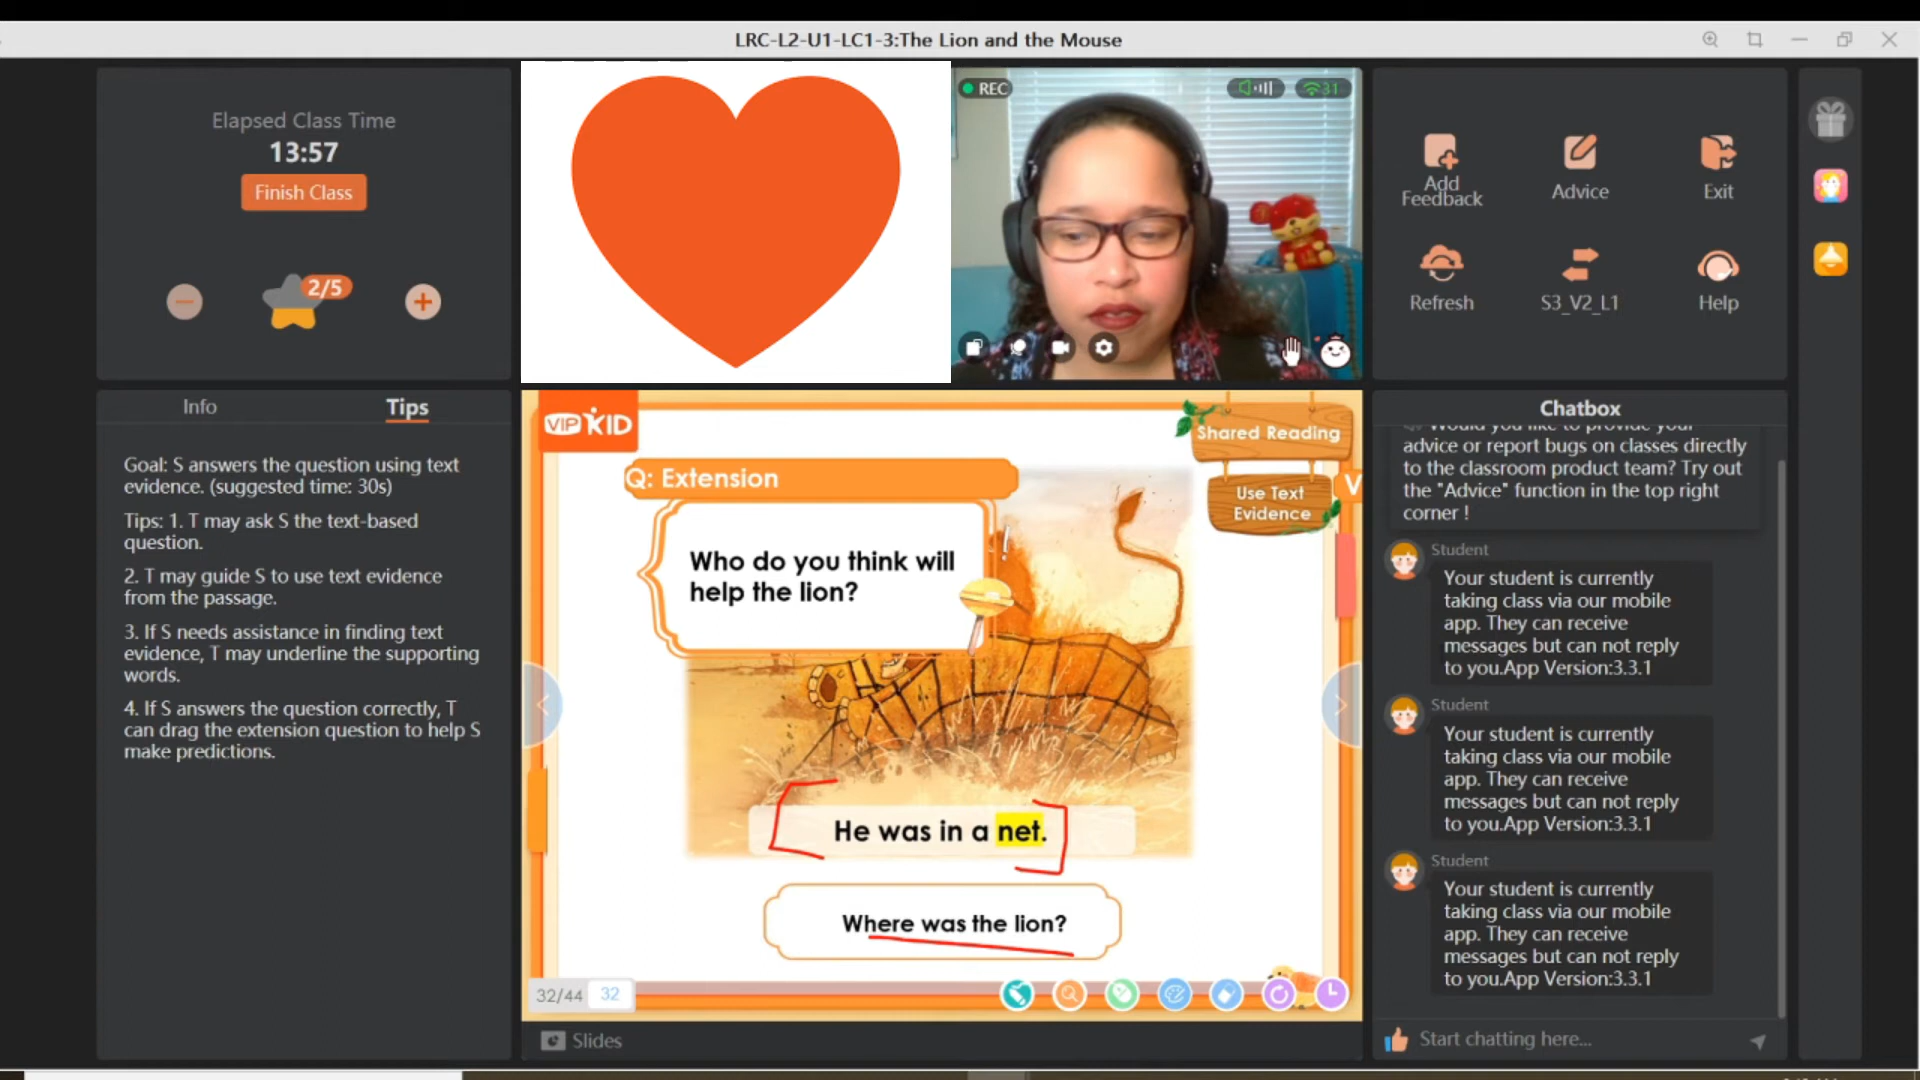 LRC-L2-U1-LC1-3:The Lion and the Mouse
Elapsed Class Time
13:57
Finish Class
2/5
REC
31
Add
Feedback
Advice
Exit
Refresh
S3_V2_L1
Help
Info
Tips
Goal: S answers the question using text
evidence. (suggested time: 30s)
Tips: 1. T may ask S the text-based
question.
2. T may guide S to use text evidence
from the passage.
3. If S needs assistance in finding text
evidence, T may underline the supporting
words.
4. If S answers the question correctly, T
can drag the extension question to help S
make predictions.
VIPKID
Shared Reading
Use Text
Evidence
V
Q: Extension
Who do you think will
help the lion?
He was in a net.
Where was the lion?
32/44
32
Slides
Chatbox
Would you like to provide your
advice or report bugs on classes directly
to the classroom product team? Try out
the "Advice" function in the top right
corner !
Student
Your student is currently
taking class via our mobile
app. They can receive
messages but can not reply
to you.App Version:3.3.1
Student
Your student is currently
taking class via our mobile
app. They can receive
messages but can not reply
to you.App Version:3.3.1
Student
Your student is currently
taking class via our mobile
app. They can receive
messages but can not reply
to you.App Version:3.3.1
Start chatting here...